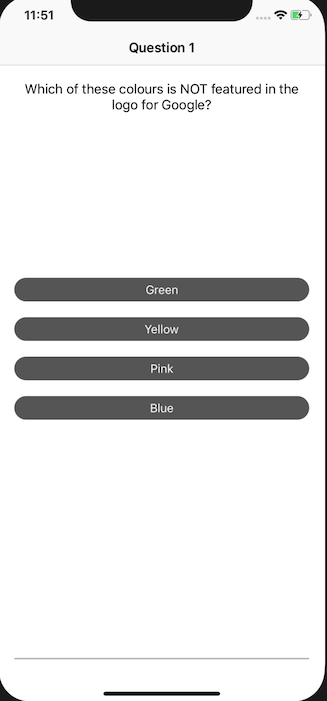 11:51
Question 1
Which of these colours is NOT featured in the
logo for Google?
Green
Yellow
Pink
Blue